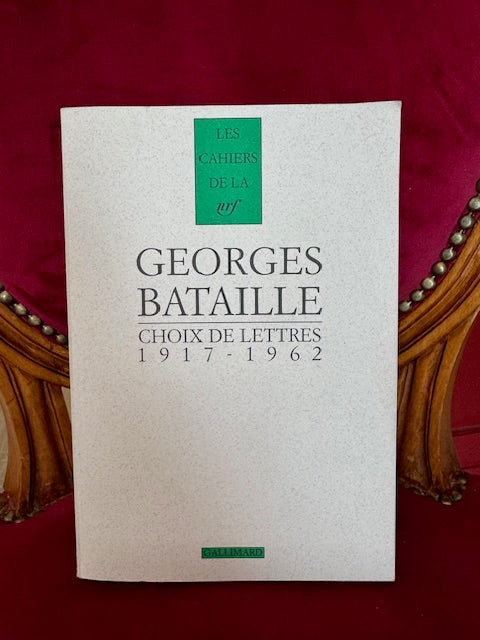 LES
CAHIERS
DE LA
nrf
GEORGES
BATAILLE
CHOIX DE LETTRES
1917-1962
GALLIMARD